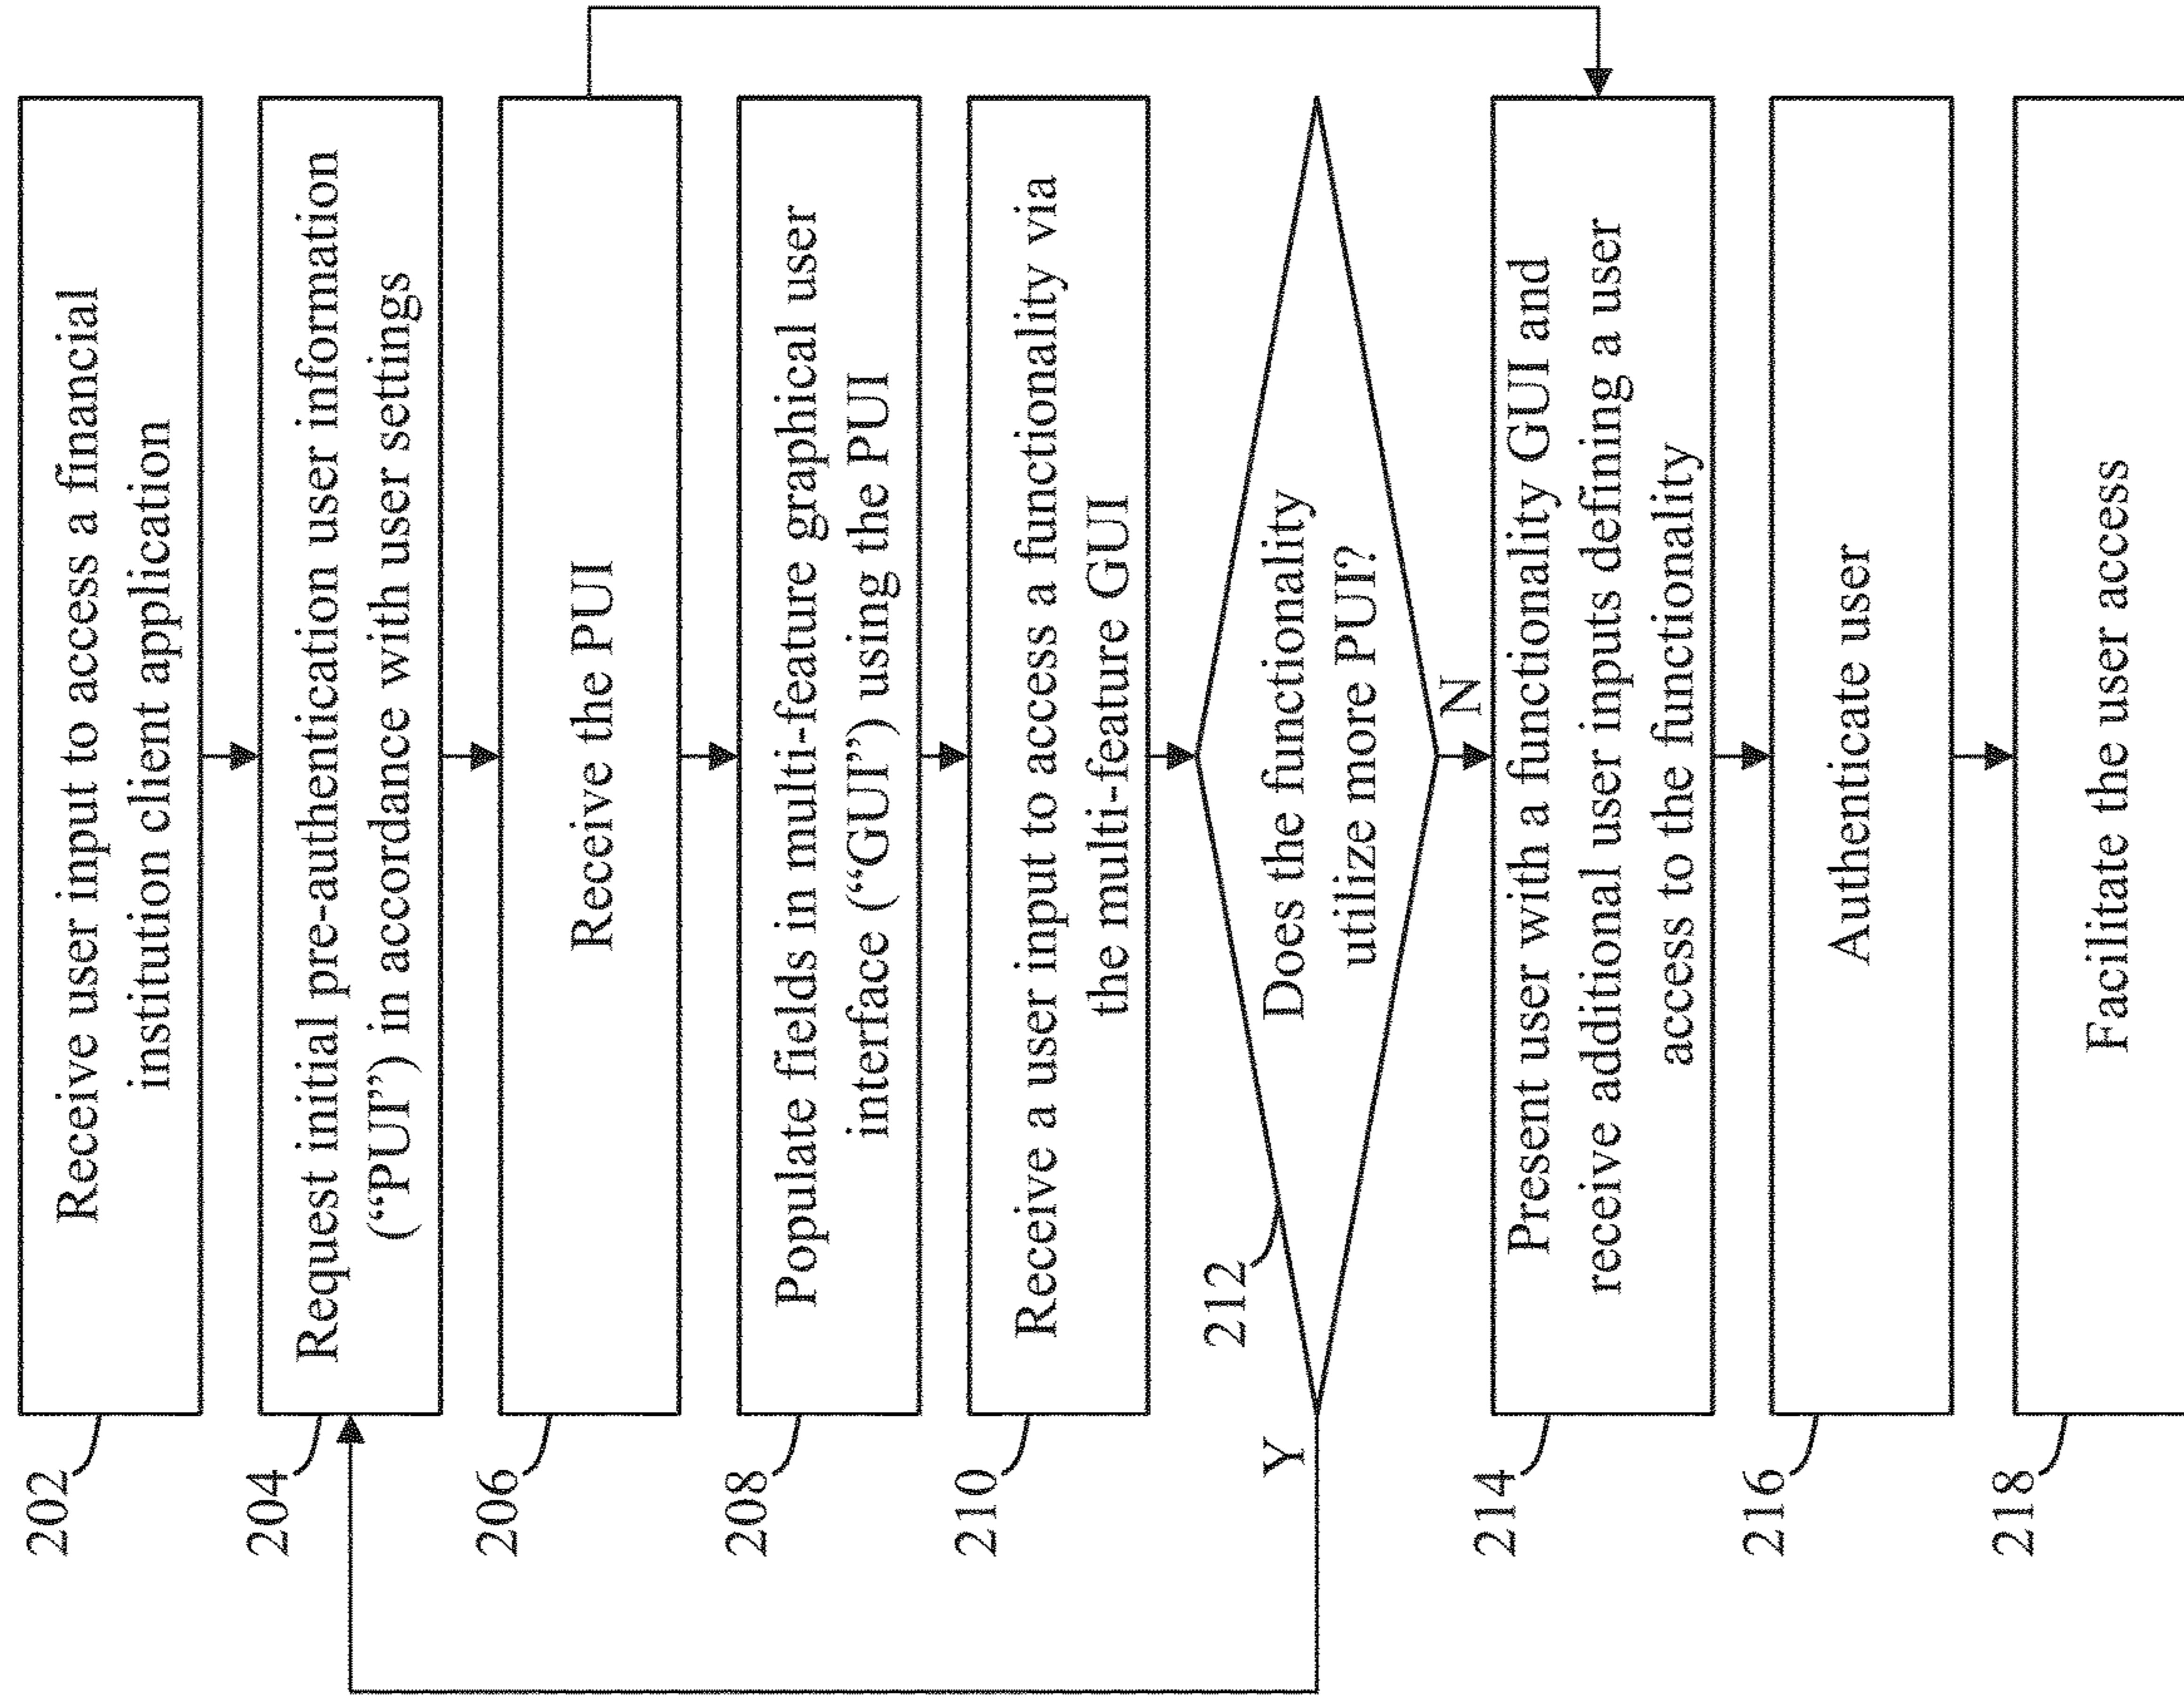 202
Receive user input to access a financial
institution client application
204
Request initial pre-authentication user information
(“PUI”) in accordance with user settings
206
Receive the PUI
208
Populate fields in multi-feature graphical user
interface (“GUI”) using the PUI
210
Receive a user input to access a functionality via
the multi-feature GUI
212
Does the functionality
utilize more PUI?
Y
N
214
Present user with a functionality GUI and
receive additional user inputs defining a user
access to the functionality
216
Authenticate user
218
Facilitate the user access